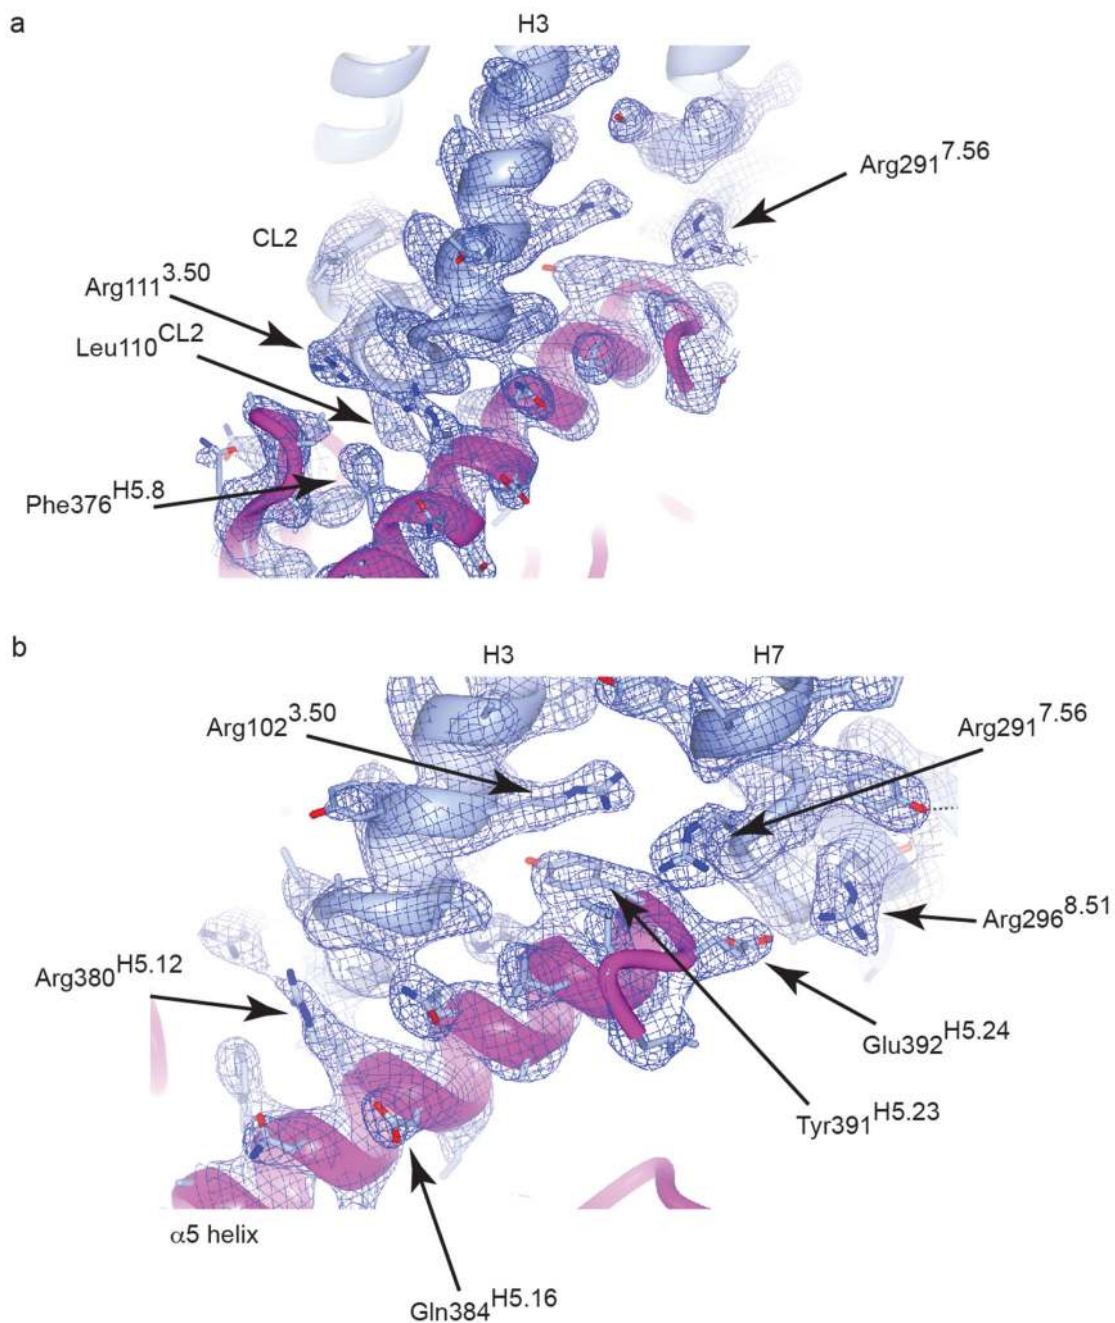 a
H3
Arg291^7.56
CL2
Arg111^3.50
Leu110^CL2
Phe376^H5.8
b
H3
H7
Arg102^3.50
Arg291^7.56
Arg296^8.51
Arg380^H5.12
Glu392^H5.24
Tyr391^H5.23
α5 helix
Gln384^H5.16